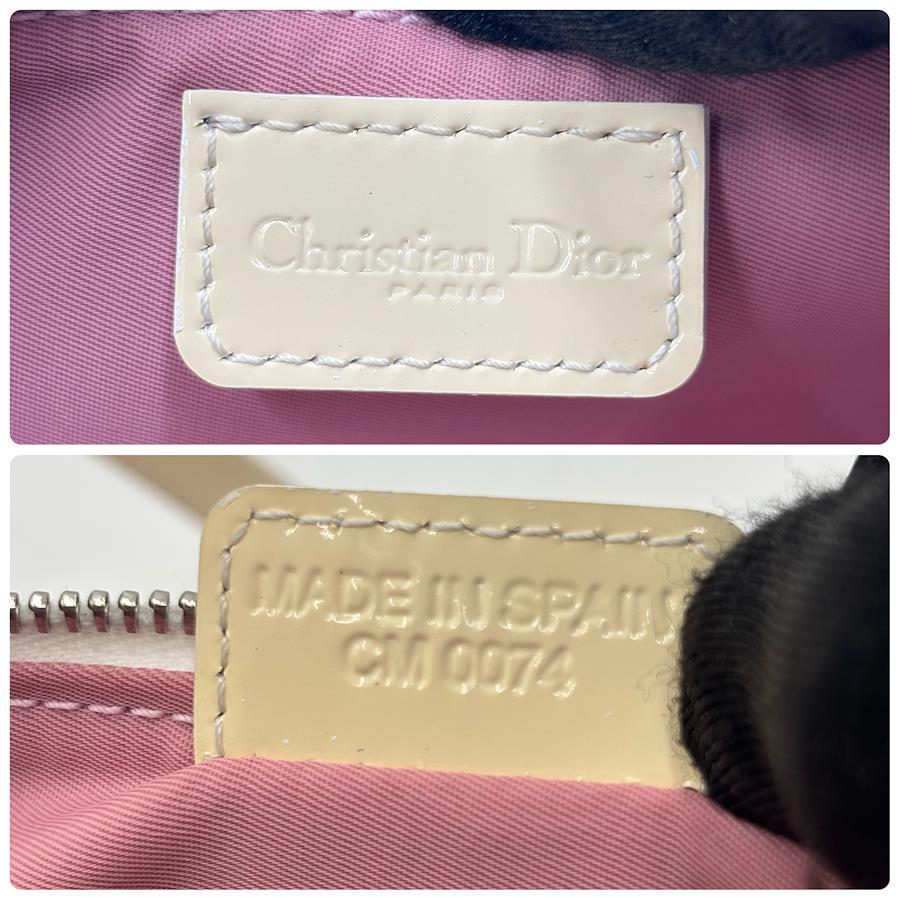 Christian Dior
PARIS
MADE IN SPAIN
CM 0074